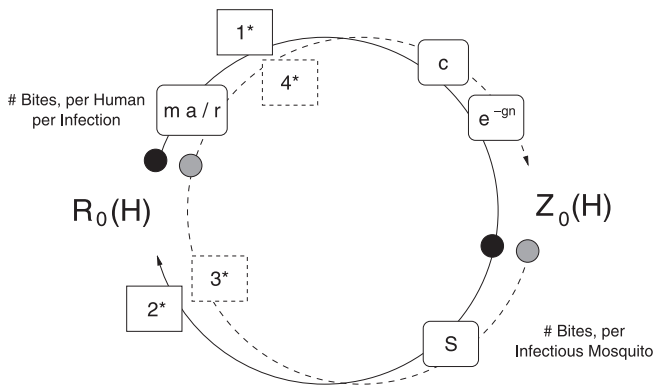 1*
c
4*
# Bites, per Human
per Infection
m a / r
e⁻ᵍⁿ
R₀(H)
Z₀(H)
3*
2*
S
# Bites, per
Infectious Mosquito